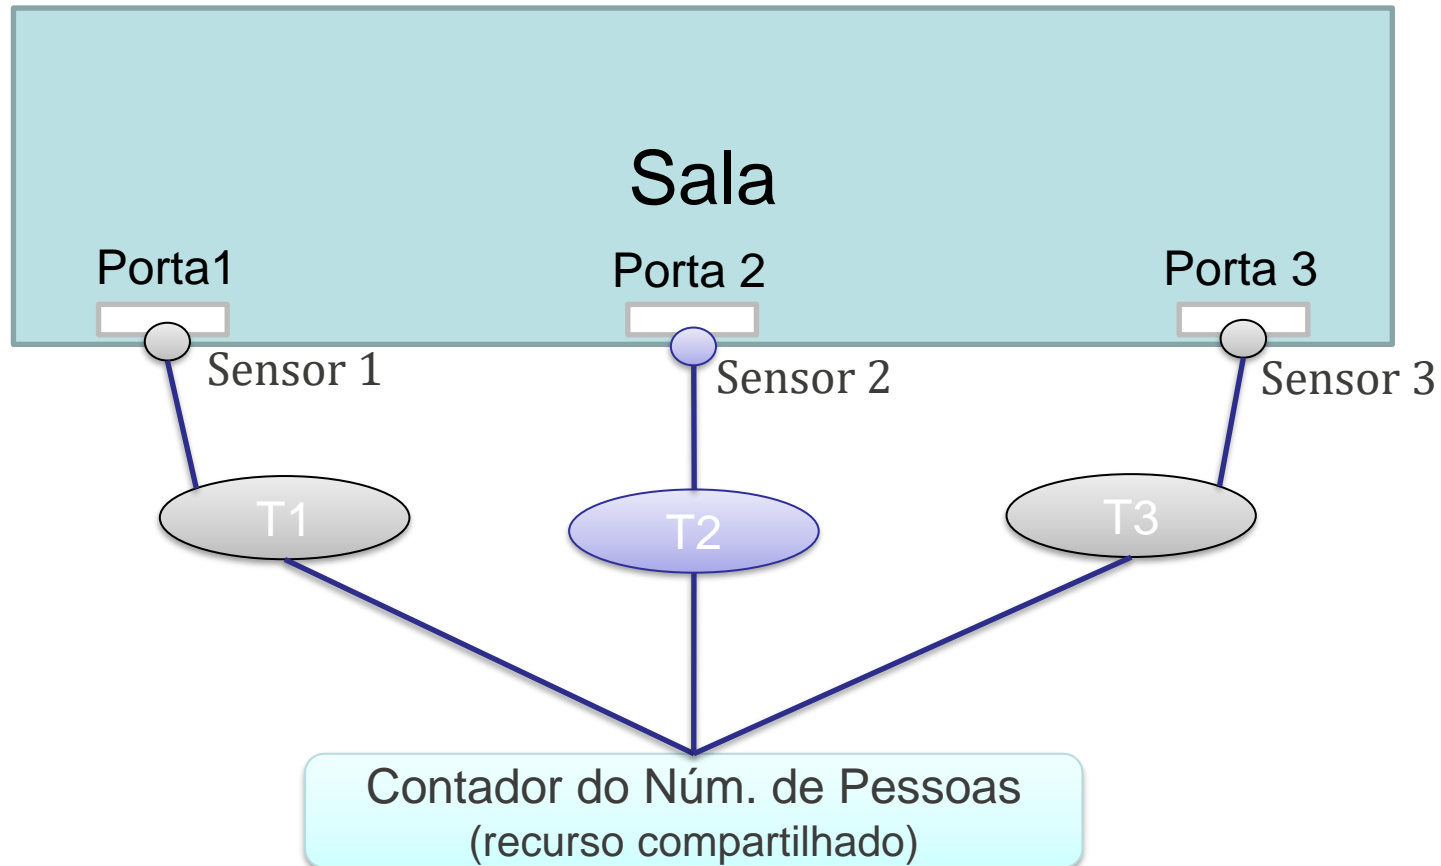 Sala
Porta1
Porta 2
Porta 3
Sensor 1
Sensor 2
Sensor 3
T1
T2
T3
Contador do Núm. de Pessoas
(recurso compartilhado)